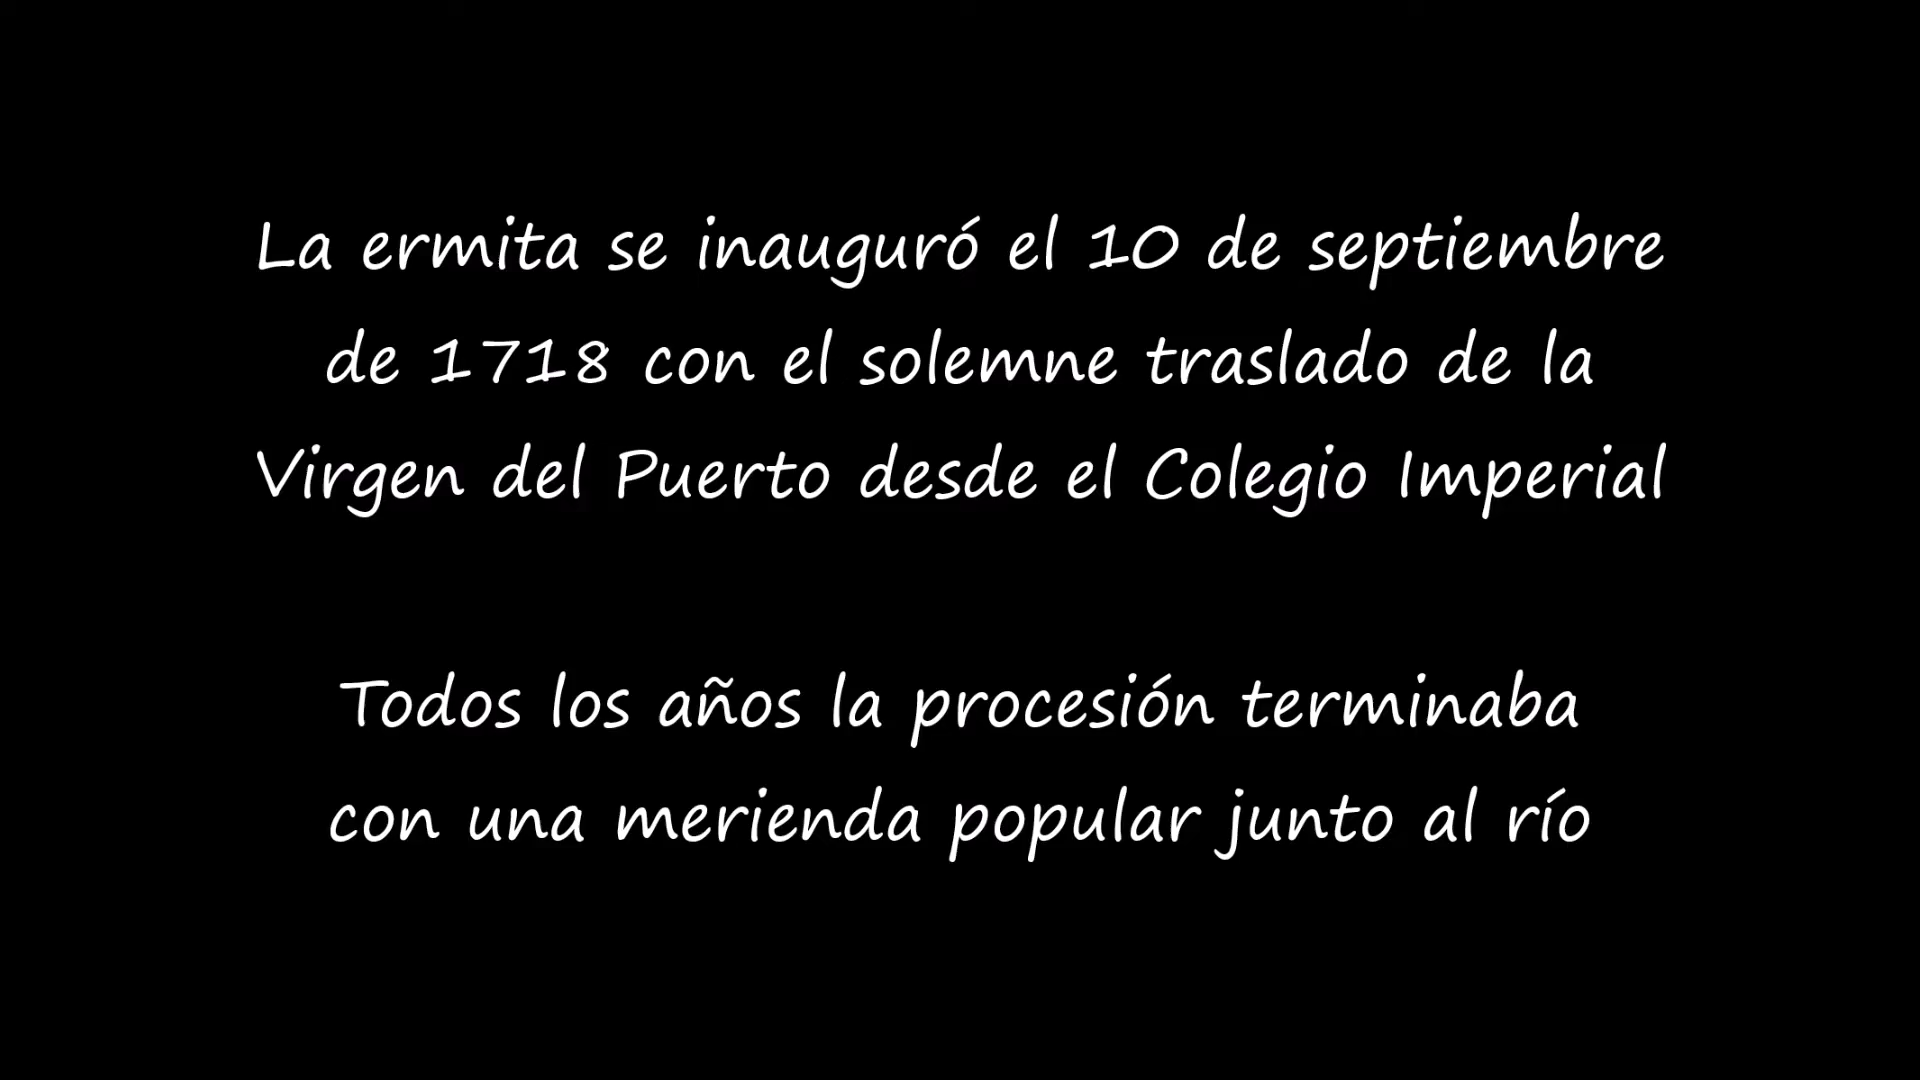 La ermita se inauguró el 10 de septiembre
de 1718 con el solemne traslado de la
Virgen del Puerto desde el Colegio Imperial
Todos los años la procesión terminaba
con una merienda popular junto al río